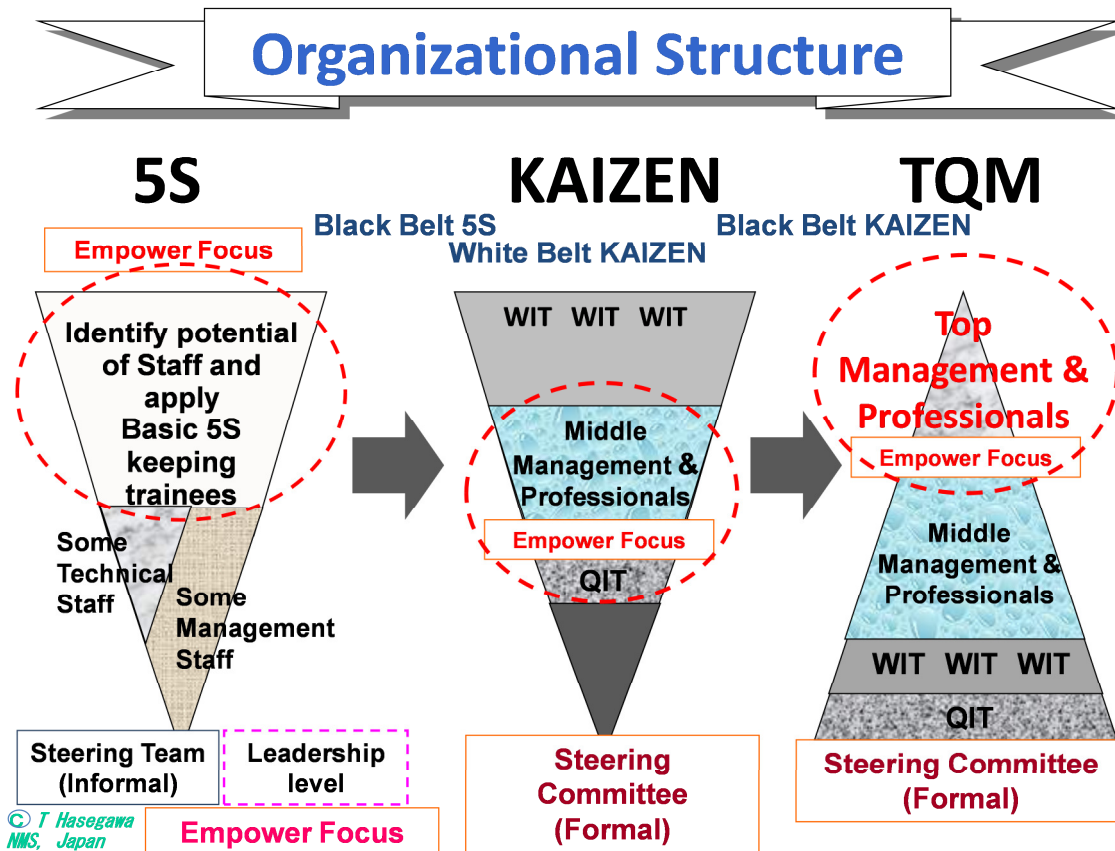 Organizational Structure
5S
KAIZEN
TQM
Black Belt 5S
White Belt KAIZEN
Black Belt KAIZEN
Empower Focus
Identify potential
of Staff and
apply
Basic 5S
keeping
trainees
Some
Technical
Staff
Some
Management
Staff
Steering Team
(Informal)
Leadership
level
Empower Focus
WIT WIT WIT
Middle
Management &
Professionals
Empower Focus
QIT
Steering
Committee
(Formal)
Top
Management &
Professionals
Empower Focus
Middle
Management &
Professionals
WIT WIT WIT
QIT
Steering Committee
(Formal)
© T Hasegawa
NMS, Japan